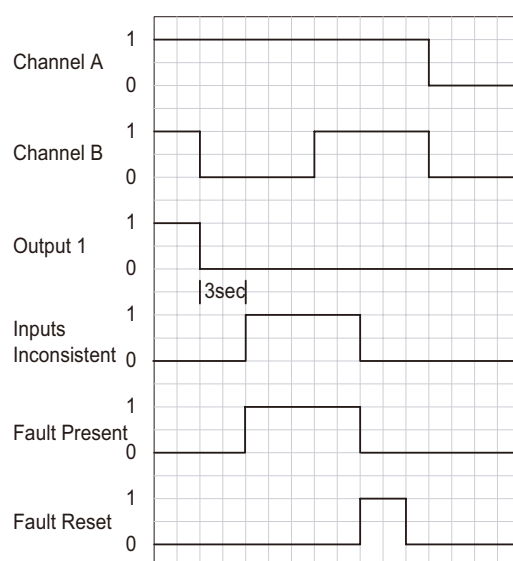 1
Channel A
0
1
Channel B
0
1
Output 1
0
3sec
1
Inputs
Inconsistent 0
1
Fault Present
0
1
Fault Reset
0